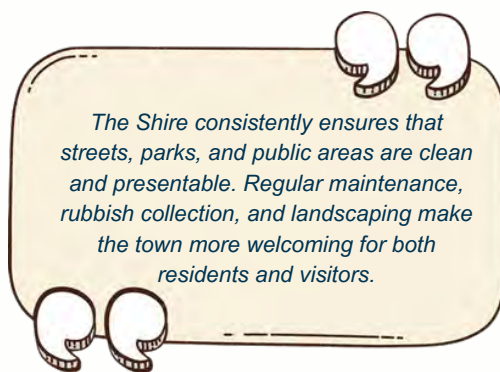 The Shire consistently ensures that
streets, parks, and public areas are clean
and presentable. Regular maintenance,
rubbish collection, and landscaping make
the town more welcoming for both
residents and visitors.